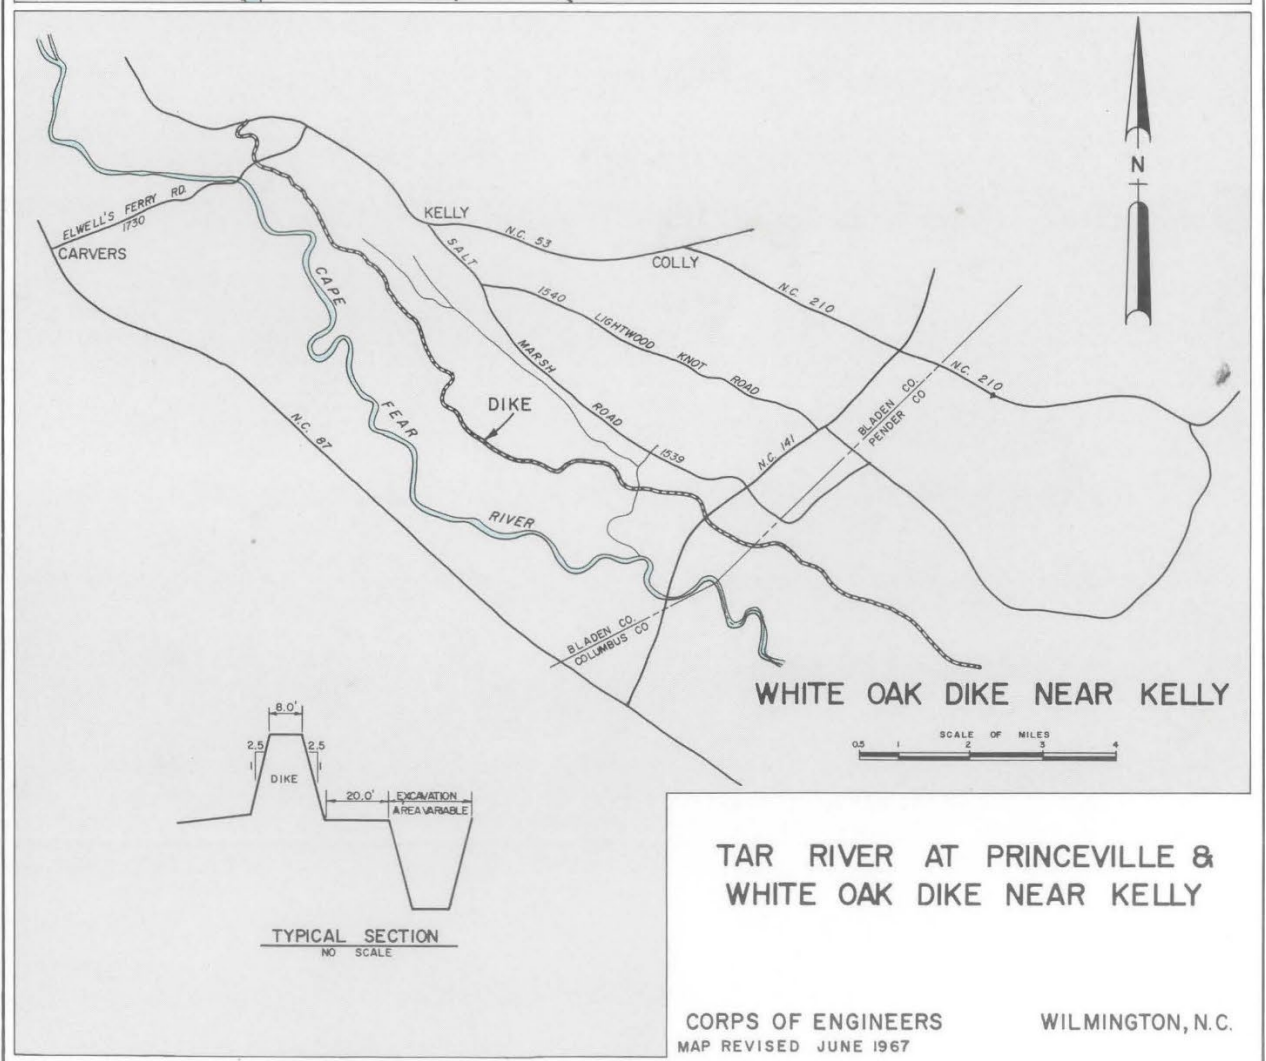 N
ELWELL'S FERRY RD.
1730
CARVERS
KELLY
N.C. 53
COLLY
SALT
MARSH
ROAD
1539
1540
LIGHTWOOD KNOT ROAD
N.C. 210
N.C. 210
CAPE
FEAR
RIVER
DIKE
N.C. 87
N.C. 141
BLADEN CO.
PENDER CO
BLADEN CO.
COLUMBUS CO
WHITE OAK DIKE NEAR KELLY
SCALE OF MILES
0.5 1 2 3 4
8.0'
2.5 2.5
1 1
DIKE
20.0' EXCAVATION
AREA VARIABLE
TYPICAL SECTION
NO SCALE
TAR RIVER AT PRINCEVILLE &
WHITE OAK DIKE NEAR KELLY
CORPS OF ENGINEERS WILMINGTON, N.C.
MAP REVISED JUNE 1967